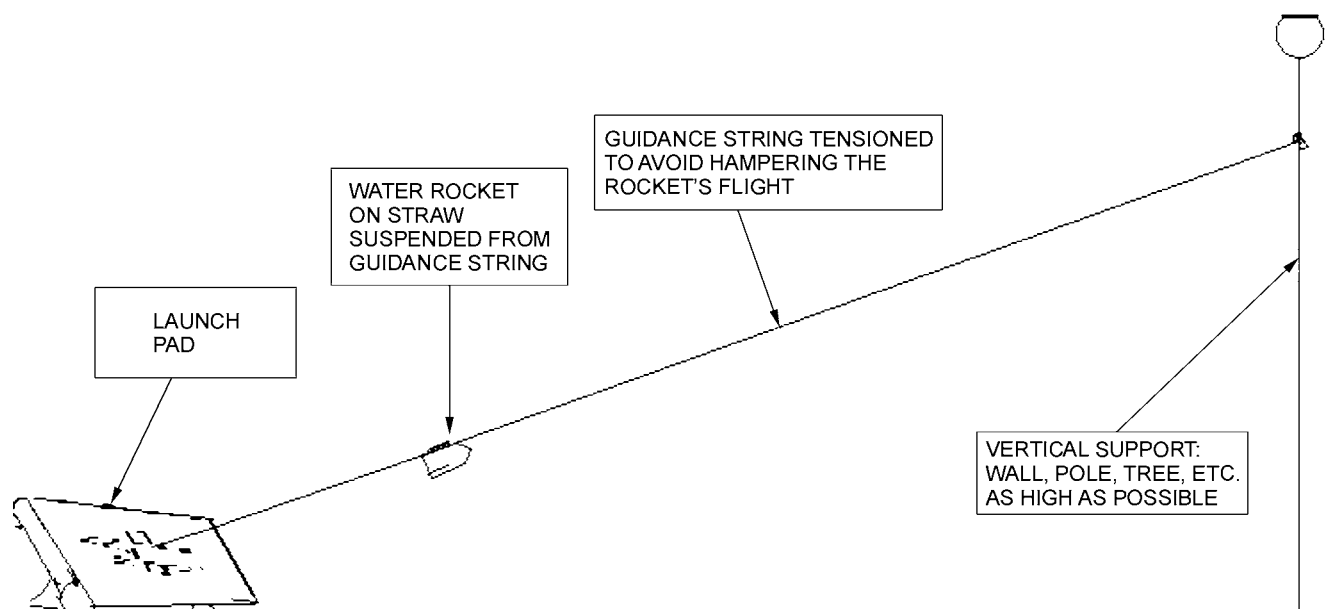 GUIDANCE STRING TENSIONED
TO AVOID HAMPERING THE
ROCKET'S FLIGHT
WATER ROCKET
ON STRAW
SUSPENDED FROM
GUIDANCE STRING
LAUNCH
PAD
VERTICAL SUPPORT:
WALL, POLE, TREE, ETC.
AS HIGH AS POSSIBLE